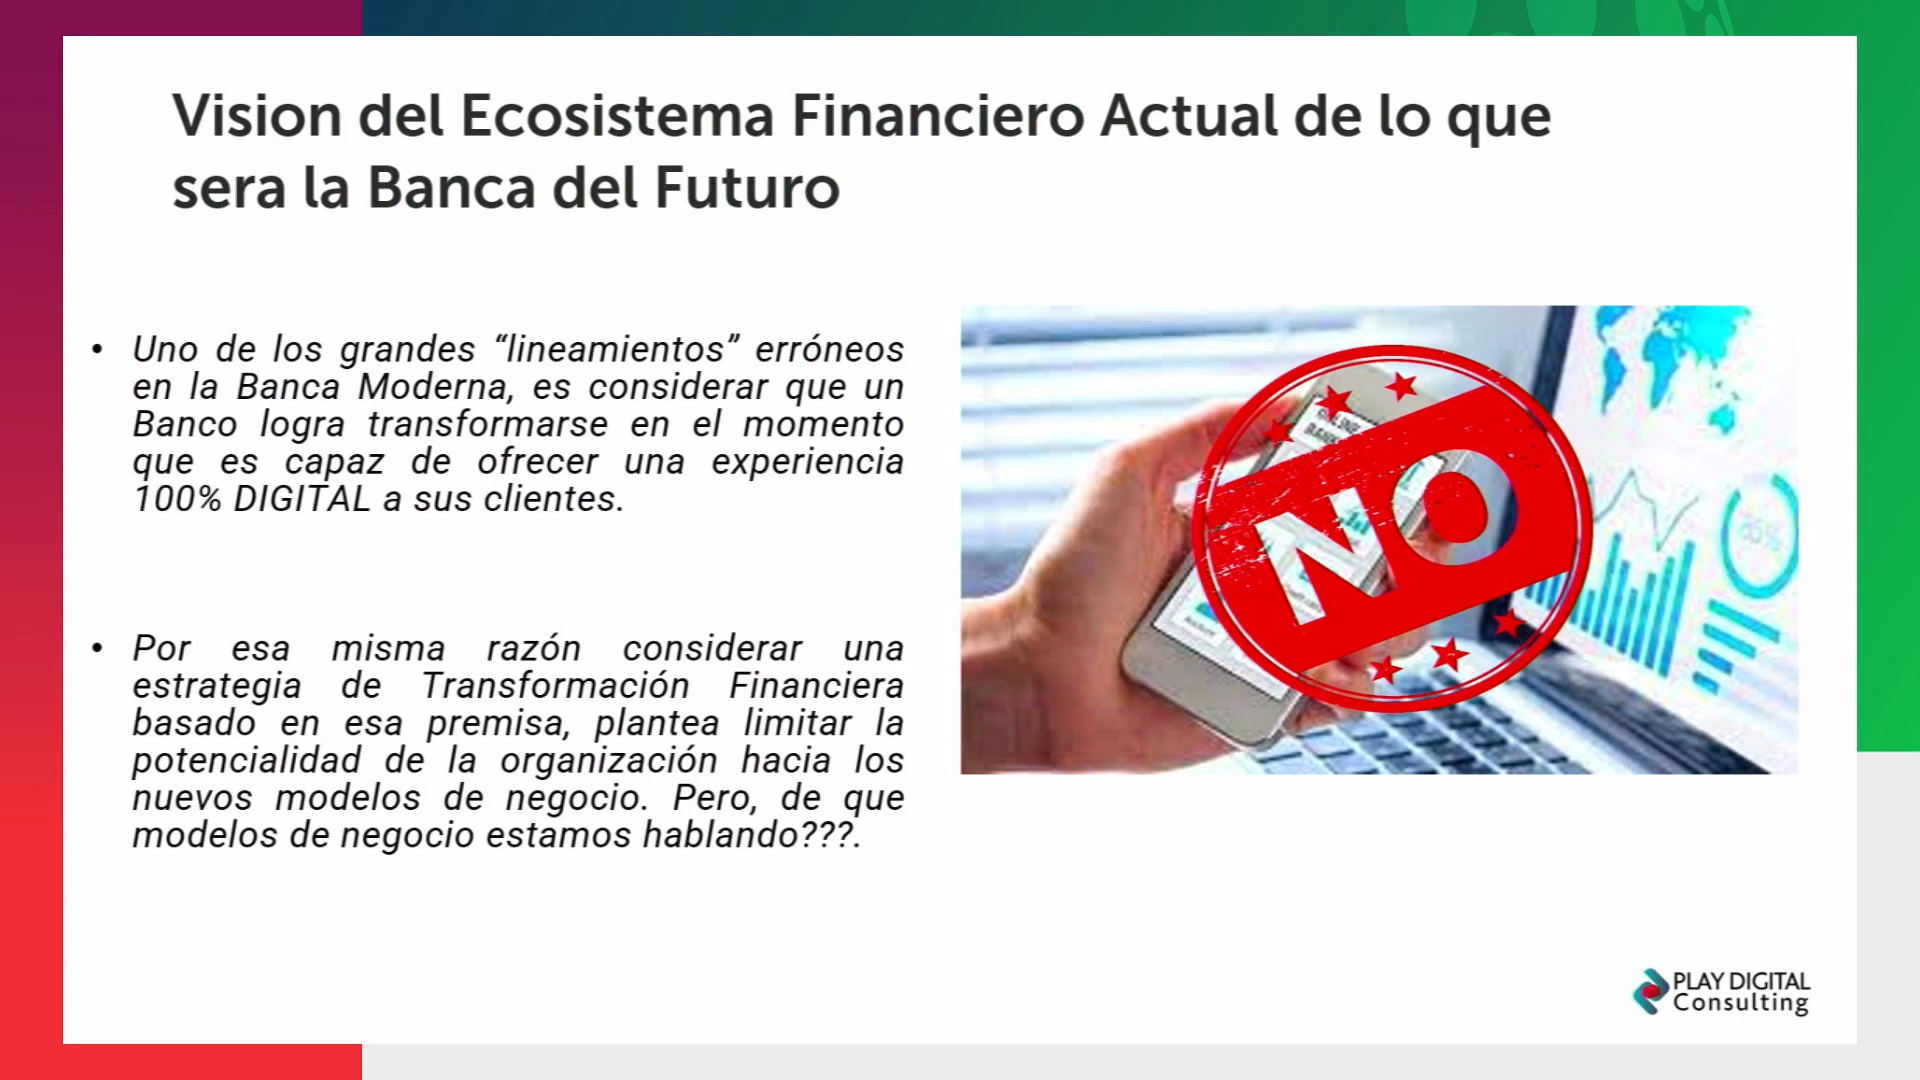 Vision del Ecosistema Financiero Actual de lo que
sera la Banca del Futuro
• Uno de los grandes “lineamientos” erróneos
en la Banca Moderna, es considerar que un
Banco logra transformarse en el momento
que es capaz de ofrecer una experiencia
100% DIGITAL a sus clientes.
• Por esa misma razón considerar una
estrategia de Transformación Financiera
basado en esa premisa, plantea limitar la
potencialidad de la organización hacia los
nuevos modelos de negocio. Pero, de que
modelos de negocio estamos hablando???.
NO
PLAY DIGITAL
Consulting